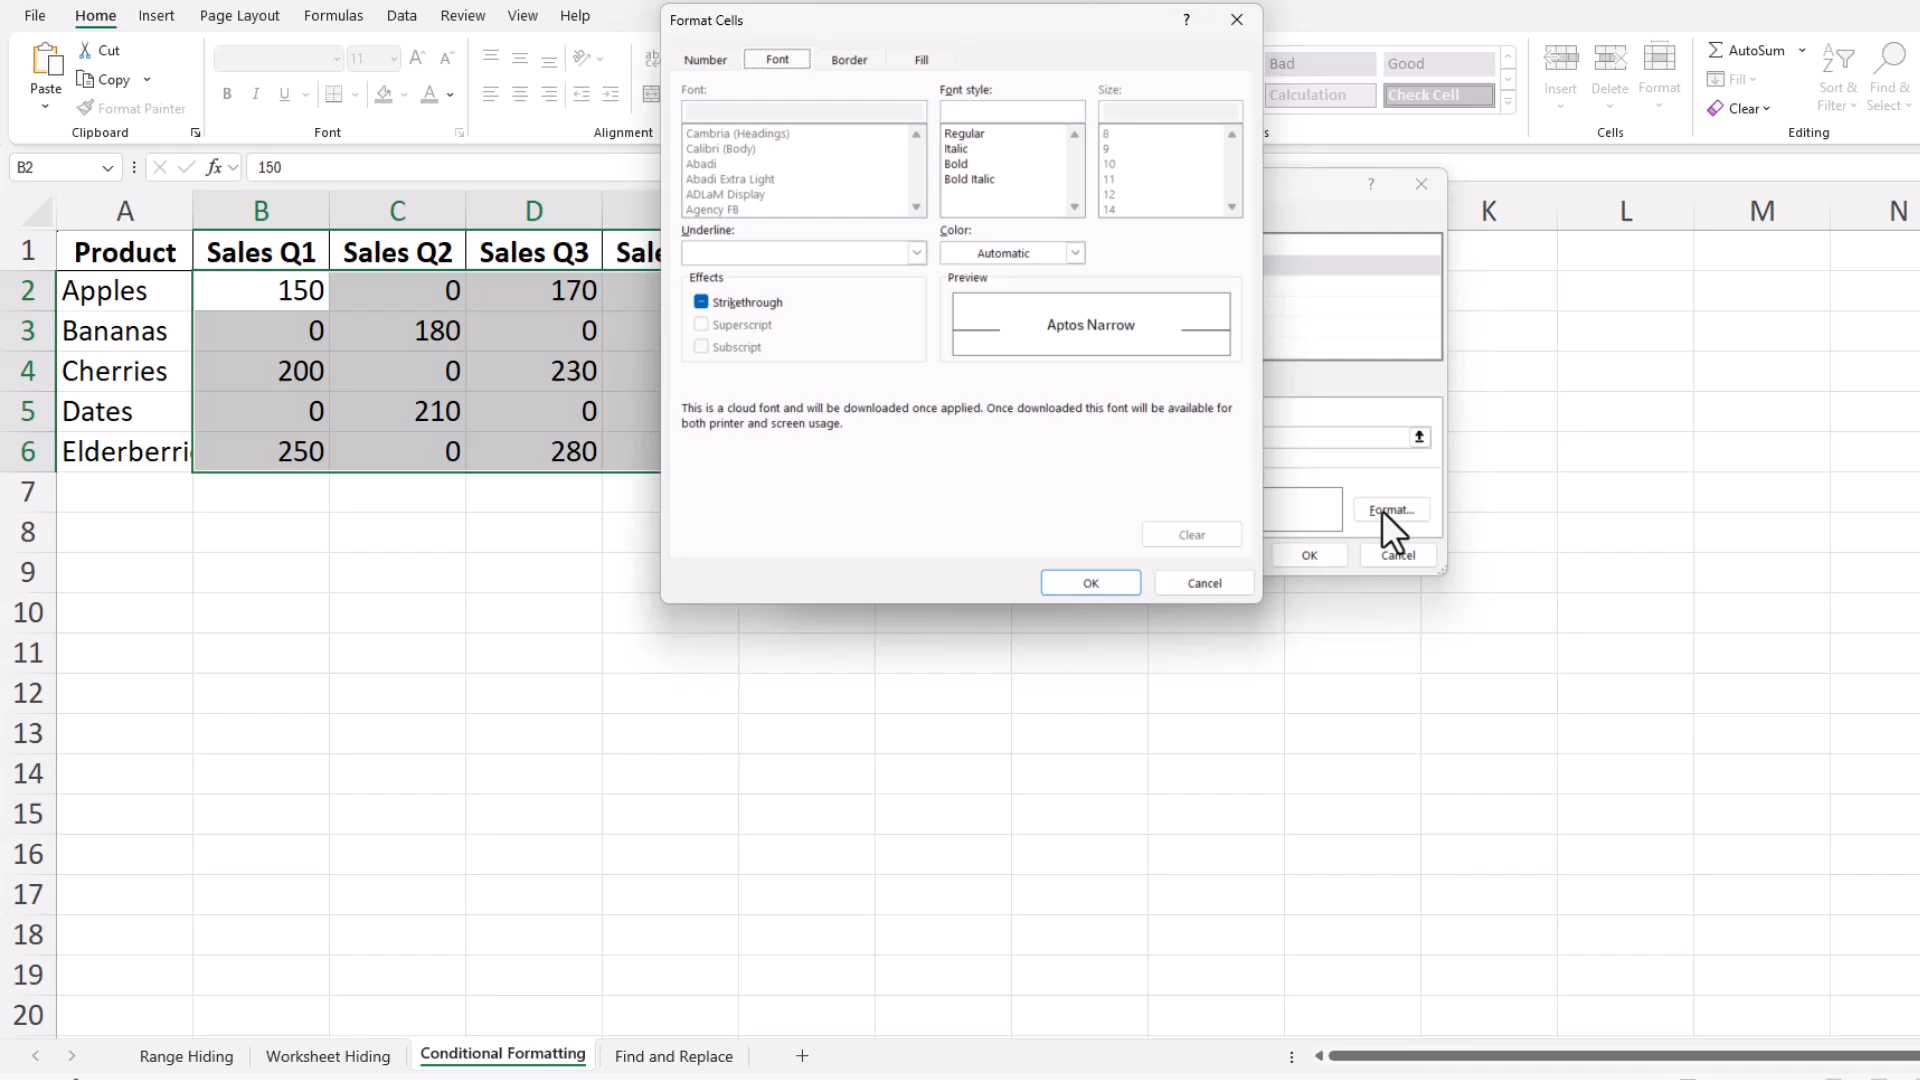 File Home Insert Page Layout Formulas Data Review View Help
Format Cells ?
Number Font Border Fill
Paste Cut
Copy
Format Painter
Clipboard
11 A A
B I U A
Font
ab
Alignment
Bad Good
Calculation Check Cell
s
Insert Delete Format
Cells
AutoSum
Fill
Clear
Sort & Filter
Find & Select
Editing
B2 fx 150
Font:
Cambria (Headings)
Calibri (Body)
Abadi
Abadi Extra Light
ADLaM Display
Agency FB
Font style:
Regular
Italic
Bold
Bold Italic
Size:
8
9
10
11
12
14
Underline:
Color:
Automatic
Effects
Strikethrough
Superscript
Subscript
Preview
Aptos Narrow
This is a cloud font and will be downloaded once applied. Once downloaded this font will be available for
both printer and screen usage.
Clear
OK Cancel
?
Format...
OK Cancel
A B C D K L M N
1 Product Sales Q1 Sales Q2 Sales Q3 Sale
2 Apples 150 0 170
3 Bananas 0 180 0
4 Cherries 200 0 230
5 Dates 0 210 0
6 Elderberri 250 0 280
7
8
9
10
11
12
13
14
15
16
17
18
19
20
Range Hiding Worksheet Hiding Conditional Formatting Find and Replace +